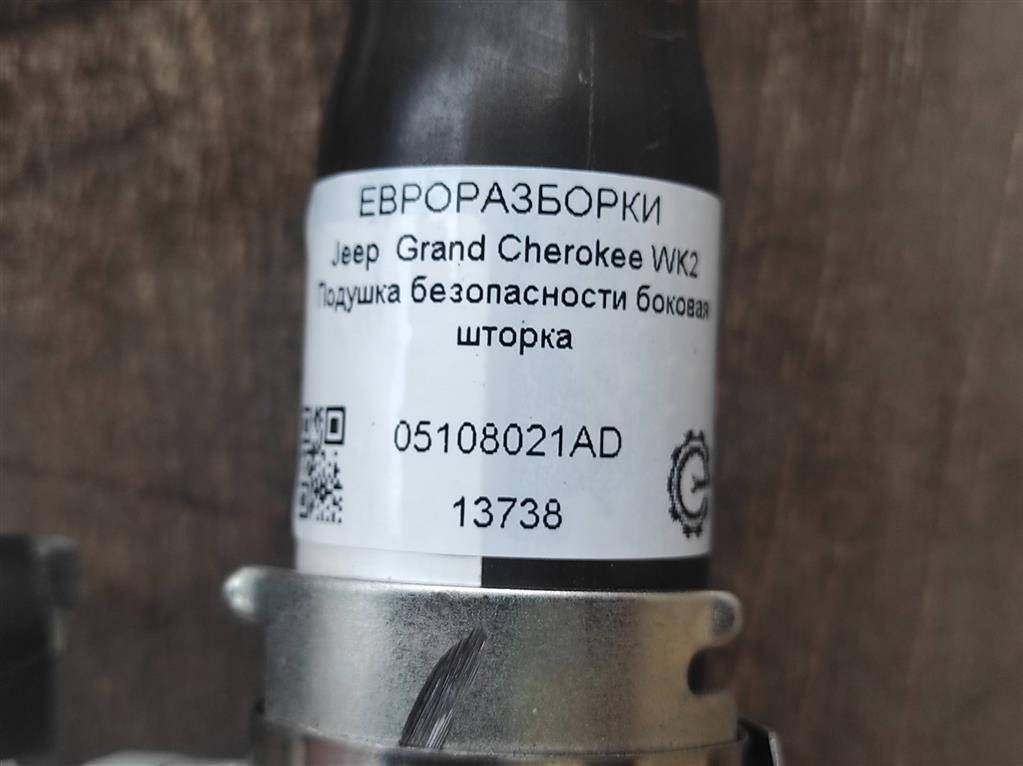 ЕВРОРАЗБОРКИ
Jeep Grand Cherokee WK2
Подушка безопасности боковая
шторка
05108021AD
13738